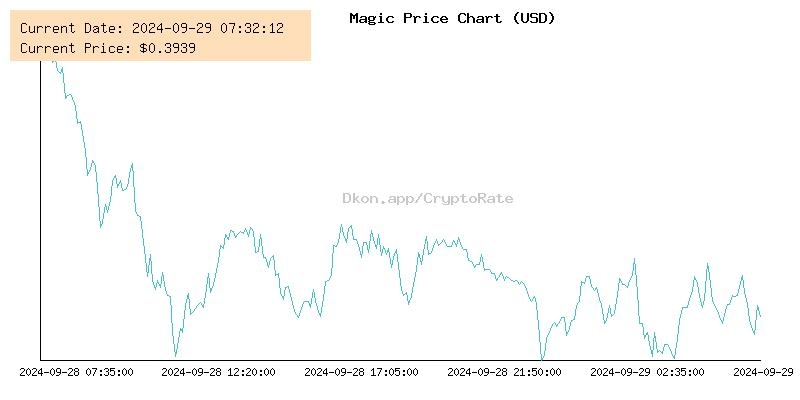 Magic Price Chart (USD)
Current Date: 2024-09-29 07:32:12
Current Price: $0.3939
Dkon.app/CryptoRate
2024-09-28 07:35:00
2024-09-28 12:20:00
2024-09-28 17:05:00
2024-09-28 21:50:00
2024-09-29 02:35:00
2024-09-29